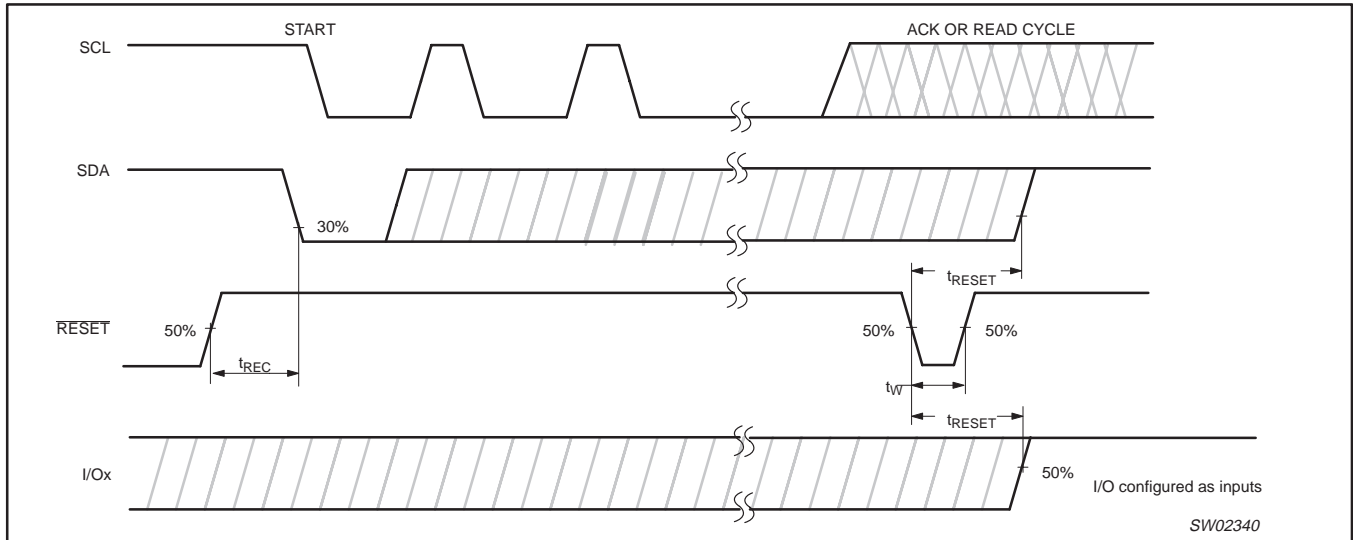 START
ACK OR READ CYCLE
SCL
SDA
30%
tRESET
RESET
50%
50%
50%
tREC
tW
tRESET
I/Ox
50%
I/O configured as inputs
SW02340